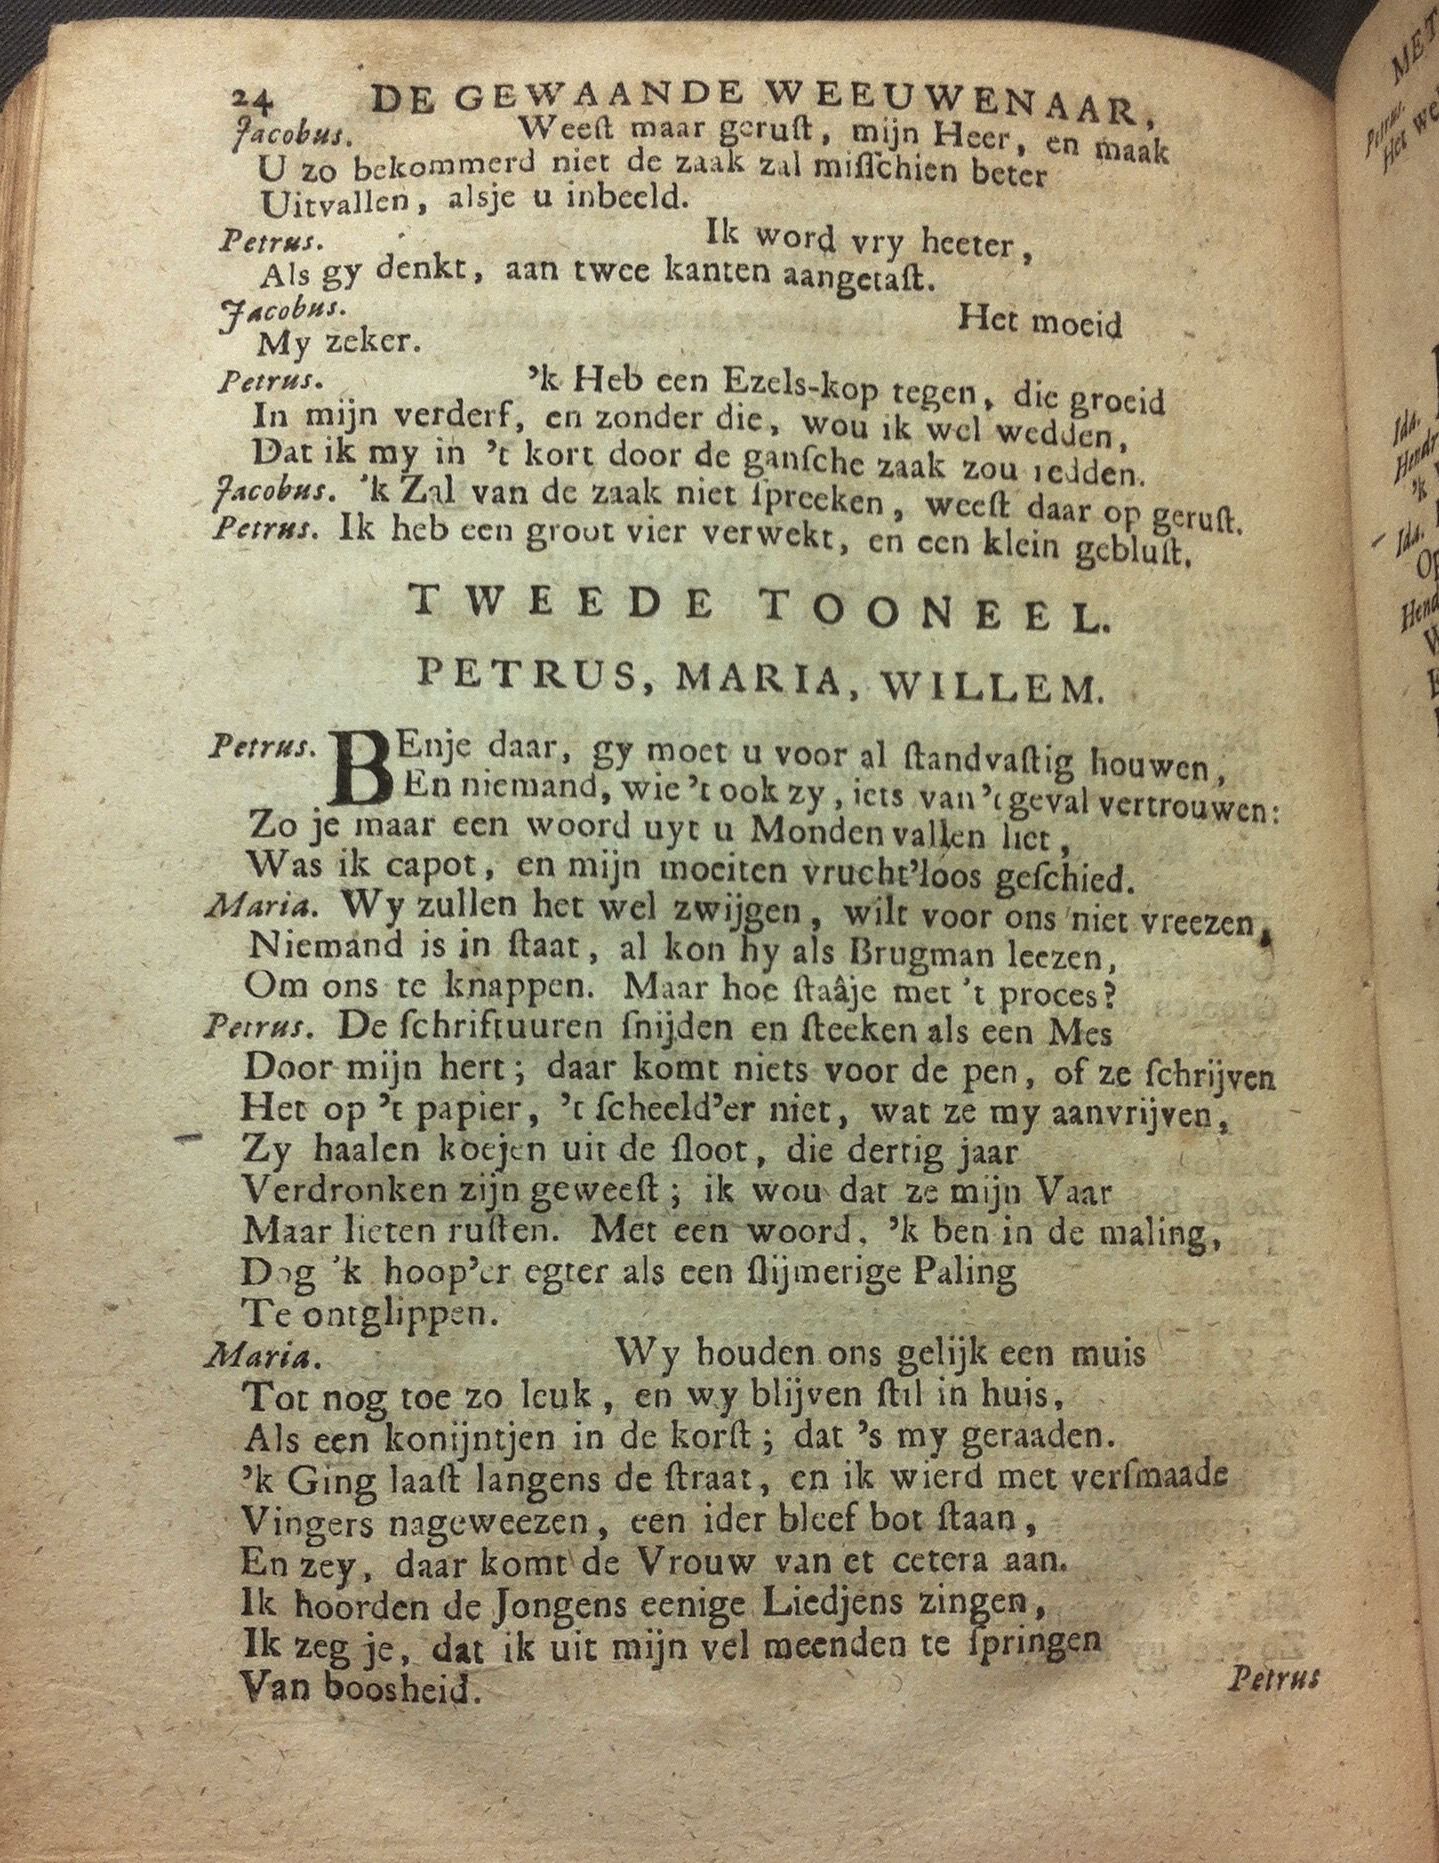 24 DE GEWAANDE WEEUWENAAR,
Jacobus. Weeſt maar geruſt, mijn Heer, en maak
U zo bekommerd niet de zaak zal miſſchien beter
Uitvallen, alsje u inbeeld.
Petrus. Ik word vry heeter,
Als gy denkt, aan twee kanten aangetaſt.
Jacobus. Het moeid
My zeker.
Petrus. 'k Heb een Ezels-kop tegen, die groeid
In mijn verderf, en zonder die, wou ik wel wedden,
Dat ik my in 't kort door de ganſche zaak zou redden.
Jacobus. 'k Zal van de zaak niet ſpreeken, weeſt daar op geruſt.
Petrus. Ik heb een groot vier verwekt, en een klein gebluſt.
TWEEDE TOONEEL.
PETRUS, MARIA, WILLEM.
Petrus. BEnje daar, gy moet u voor al ſtandvaſtig houwen,
En niemand, wie 't ook zy, iets van 't geval vertrouwen:
Zo je maar een woord uyt u Monden vallen liet,
Was ik capot, en mijn moeiten vrucht'loos geſchied.
Maria. Wy zullen het wel zwijgen, wilt voor ons niet vreezen,
Niemand is in ſtaat, al kon hy als Brugman leezen,
Om ons te knappen. Maar hoe ſtaâje met 't proces?
Petrus. De ſchriftuuren ſnijden en ſteeken als een Mes
Door mijn hert; daar komt niets voor de pen, of ze ſchrijven
Het op 't papier, 't ſcheeld'er niet, wat ze my aanvrijven,
Zy haalen koejen uit de ſloot, die dertig jaar
Verdronken zijn geweeſt; ik wou dat ze mijn Vaar
Maar lieten ruſten. Met een woord, 'k ben in de maling,
Dog 'k hoop'er egter als een ſlijmerige Paling
Te ontglippen.
Maria. Wy houden ons gelijk een muis
Tot nog toe zo leuk, en wy blijven ſtil in huis,
Als een konijntjen in de korſt; dat 's my geraaden.
'k Ging laaſt langens de ſtraat, en ik wierd met verſmaade
Vingers nageweezen, een ider bleef bot ſtaan,
En zey, daar komt de Vrouw van et cetera aan.
Ik hoorden de Jongens eenige Liedjens zingen,
Ik zeg je, dat ik uit mijn vel meenden te ſpringen
Van boosheid.
Petrus
MET
Petrus.
Het we
Ida.
Hendr
'k
Ida.
Op
Hend